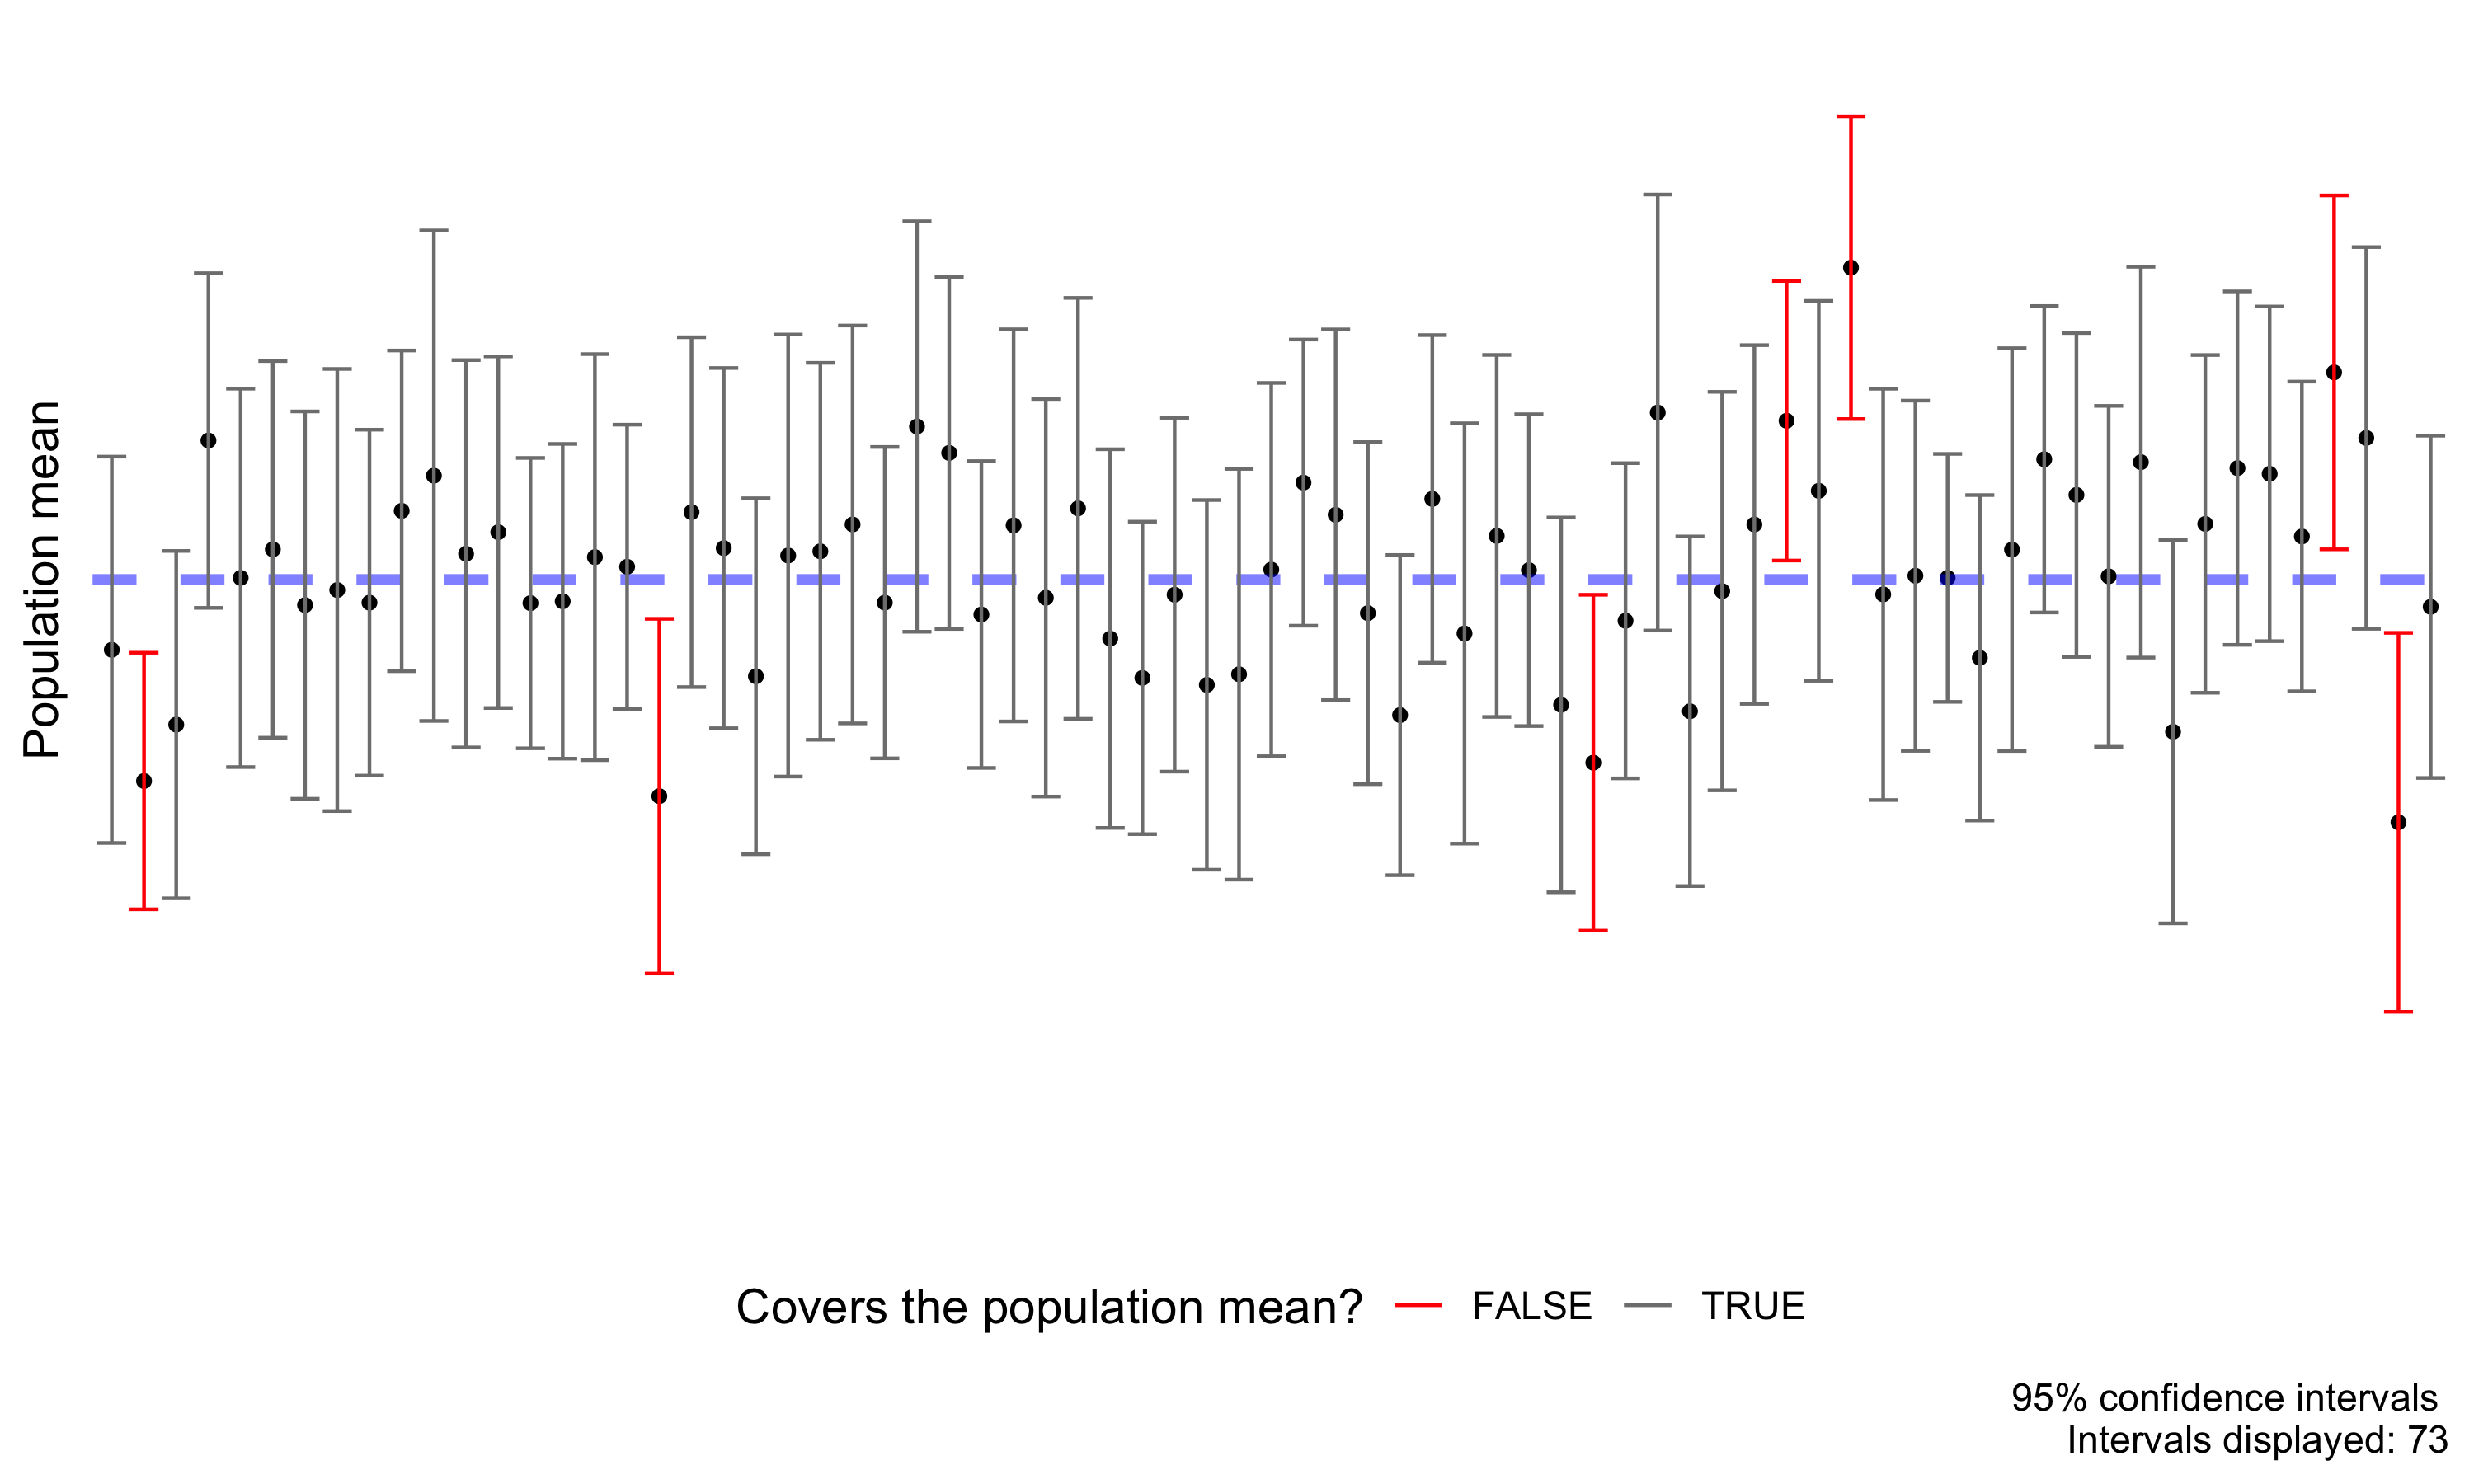 Population mean
Covers the population mean? FALSE TRUE
95% confidence intervals
Intervals displayed: 73